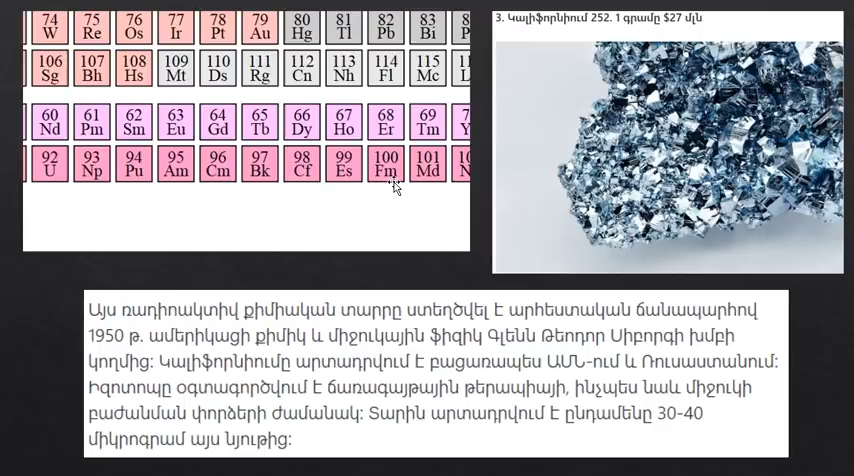 74 75 76 77 78 79 80 81 82 83
W Re Os Ir Pt Au Hg Tl Pb Bi
106 107 108 109 110 111 112 113 114 115
Sg Bh Hs Mt Ds Rg Cn Nh Fl Mc
60 61 62 63 64 65 66 67 68 69
Nd Pm Sm Eu Gd Tb Dy Ho Er Tm
92 93 94 95 96 97 98 99 100 101
U Np Pu Am Cm Bk Cf Es Fm Md
3. Կալիֆորնիում 252. 1 գրամը $27 մլն
Այս ռադիոակտիվ քիմիական տարրը ստեղծվել է արհեստական ճանապարհով
1950 թ. ամերիկացի քիմիկ և միջուկային ֆիզիկ Գլենն Թեոդոր Սիբորգի խմբի
կողմից: Կալիֆորնիումը արտադրվում է բացառապես ԱՄՆ-ում և Ռուսաստանում:
Իզոտոպը օգտագործվում է ճառագայթային թերապիայի, ինչպես նաև միջուկի
բաժանման փորձերի ժամանակ: Տարին արտադրվում է ընդամենը 30-40
միկրոգրամ այս նյութից: